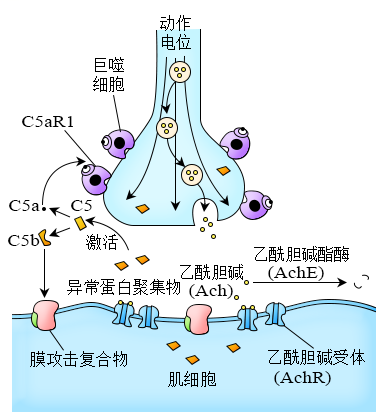 动作
电位
巨噬
细胞
C5aR1
C5a
C5
C5b
激活
乙酰胆碱酯酶
(AchE)
异常蛋白聚集物
乙酰胆碱
(Ach)
膜攻击复合物
肌细胞
乙酰胆碱受体
(AchR)